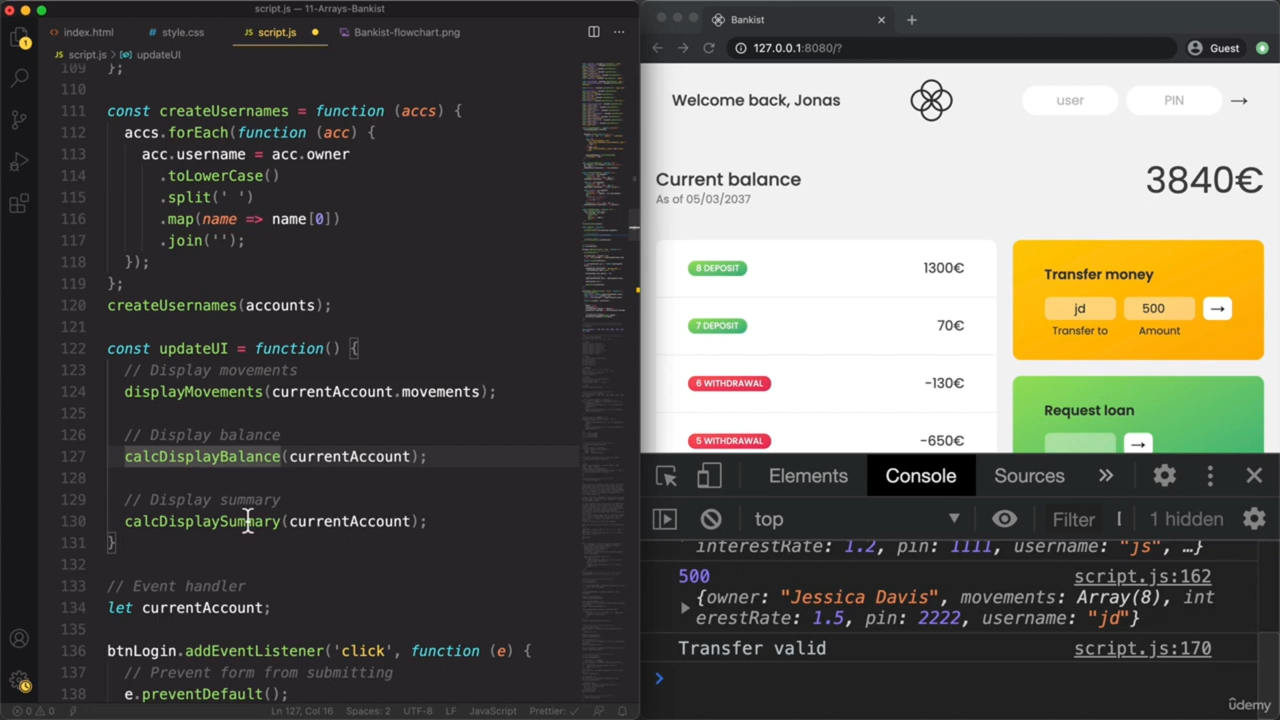 script.js — 11-Arrays-Bankist
index.html
style.css
script.js
Bankist-flowchart.png
script.js > updateUI
109 };
110
const createUsernames = function (accs) {
accs.forEach(function (acc) {
113 acc.username = acc.owner
114 .toLowerCase()
115 .split(' ')
116 .map(name => name[0])
117 .join('');
118 });
119 };
120 createUsernames(accounts);
121
122 const updateUI = function() {
123 // Display movements
124 displayMovements(currentAccount.movements);
125
126 // Display balance
127 calcDisplayBalance(currentAccount);
128
129 // Display summary
130 calcDisplaySummary(currentAccount);
131 }
132
133 // Event handler
134 let currentAccount;
135
136 btnLogin.addEventListener('click', function (e) {
137 // Prevent form from submitting
138 e.preventDefault();
0 0 Ln 127, Col 16 Spaces: 2 UTF-8 LF JavaScript Prettier: ✓
Bankist
127.0.0.1:8080/?
Guest
Welcome back, Jonas
user
PIN
→
Current balance
As of 05/03/2037
3840€
8 DEPOSIT 1300€
7 DEPOSIT 70€
6 WITHDRAWAL -130€
5 WITHDRAWAL -650€
Transfer money
jd 500 →
Transfer to Amount
Request loan
→
Elements Console Sources »
top Filter 1 hidden
interestRate: 1.2, pin: 1111, username: "js", …}
500 script.js:162
{owner: "Jessica Davis", movements: Array(8), int
erestRate: 1.5, pin: 2222, username: "jd"}
Transfer valid script.js:170
>
ûdemy